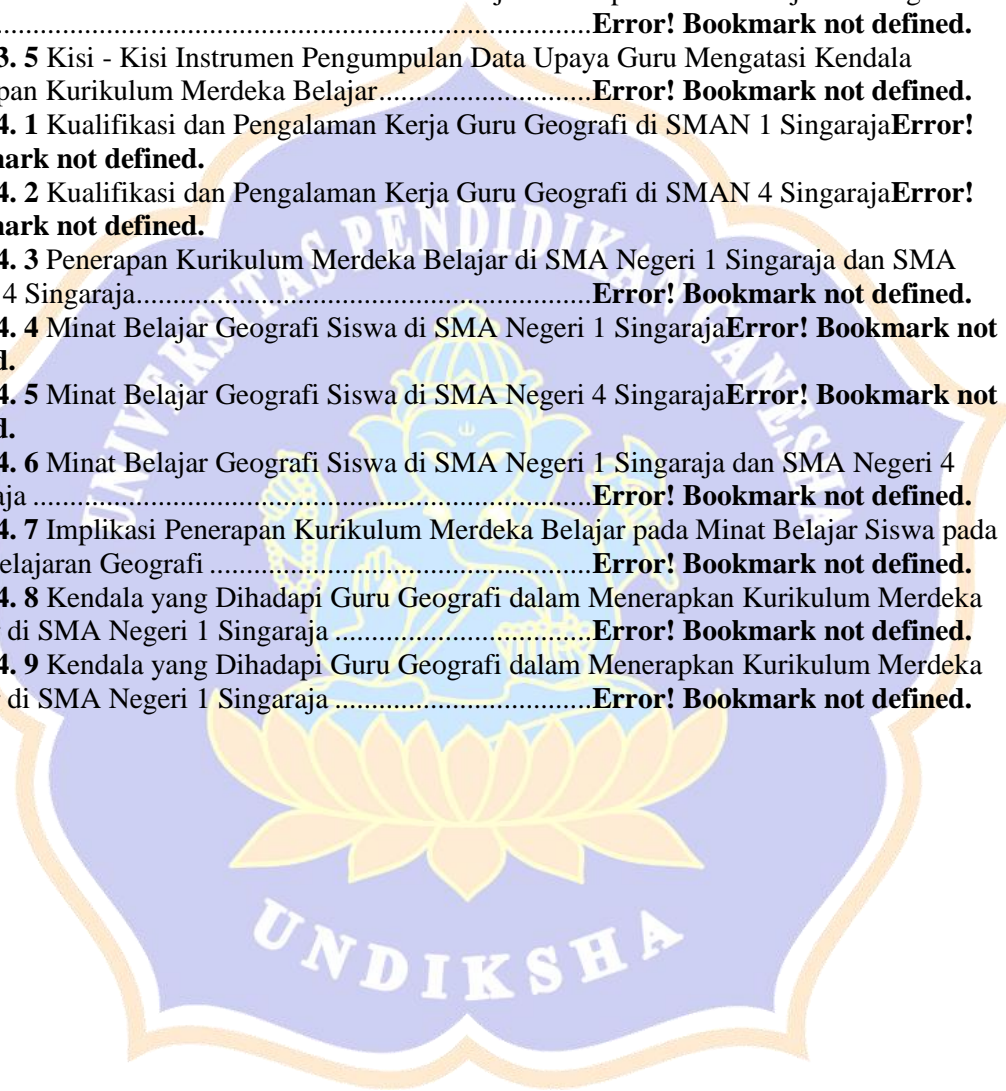 ....................Error! Bookmark not defined.
3. 5 Kisi - Kisi Instrumen Pengumpulan Data Upaya Guru Mengatasi Kendala
pan Kurikulum Merdeka Belajar....................Error! Bookmark not defined.
4. 1 Kualifikasi dan Pengalaman Kerja Guru Geografi di SMAN 1 SingarajaError!
mark not defined.
4. 2 Kualifikasi dan Pengalaman Kerja Guru Geografi di SMAN 4 SingarajaError!
mark not defined.
4. 3 Penerapan Kurikulum Merdeka Belajar di SMA Negeri 1 Singaraja dan SMA
4 Singaraja....................Error! Bookmark not defined.
4. 4 Minat Belajar Geografi Siswa di SMA Negeri 1 SingarajaError! Bookmark not
d.
4. 5 Minat Belajar Geografi Siswa di SMA Negeri 4 SingarajaError! Bookmark not
d.
4. 6 Minat Belajar Geografi Siswa di SMA Negeri 1 Singaraja dan SMA Negeri 4
aja ....................Error! Bookmark not defined.
4. 7 Implikasi Penerapan Kurikulum Merdeka Belajar pada Minat Belajar Siswa pada
elajaran Geografi ....................Error! Bookmark not defined.
4. 8 Kendala yang Dihadapi Guru Geografi dalam Menerapkan Kurikulum Merdeka
di SMA Negeri 1 Singaraja ....................Error! Bookmark not defined.
4. 9 Kendala yang Dihadapi Guru Geografi dalam Menerapkan Kurikulum Merdeka
di SMA Negeri 1 Singaraja ....................Error! Bookmark not defined.
UNIVERSITAS PENDIDIKAN GANESHA
UNDIKSHA